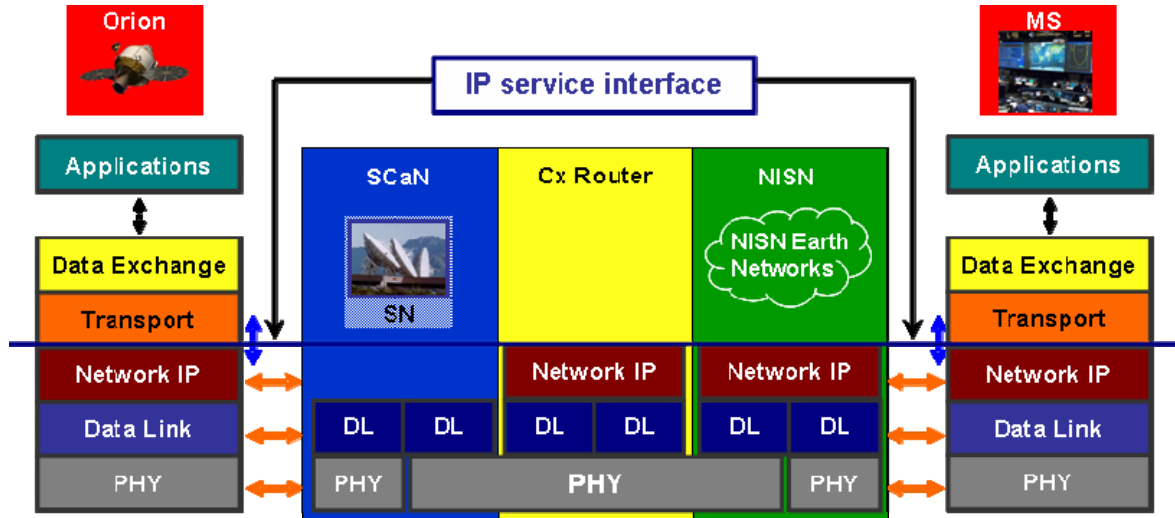 Orion
MS
IP service interface
Applications
SCaN
Cx Router
NISN
Applications
NISN Earth
Networks
Data Exchange
SN
Data Exchange
Transport
Transport
Network IP
Network IP
Network IP
Network IP
Data Link
DL
DL
DL
DL
DL
DL
Data Link
PHY
PHY
PHY
PHY
PHY